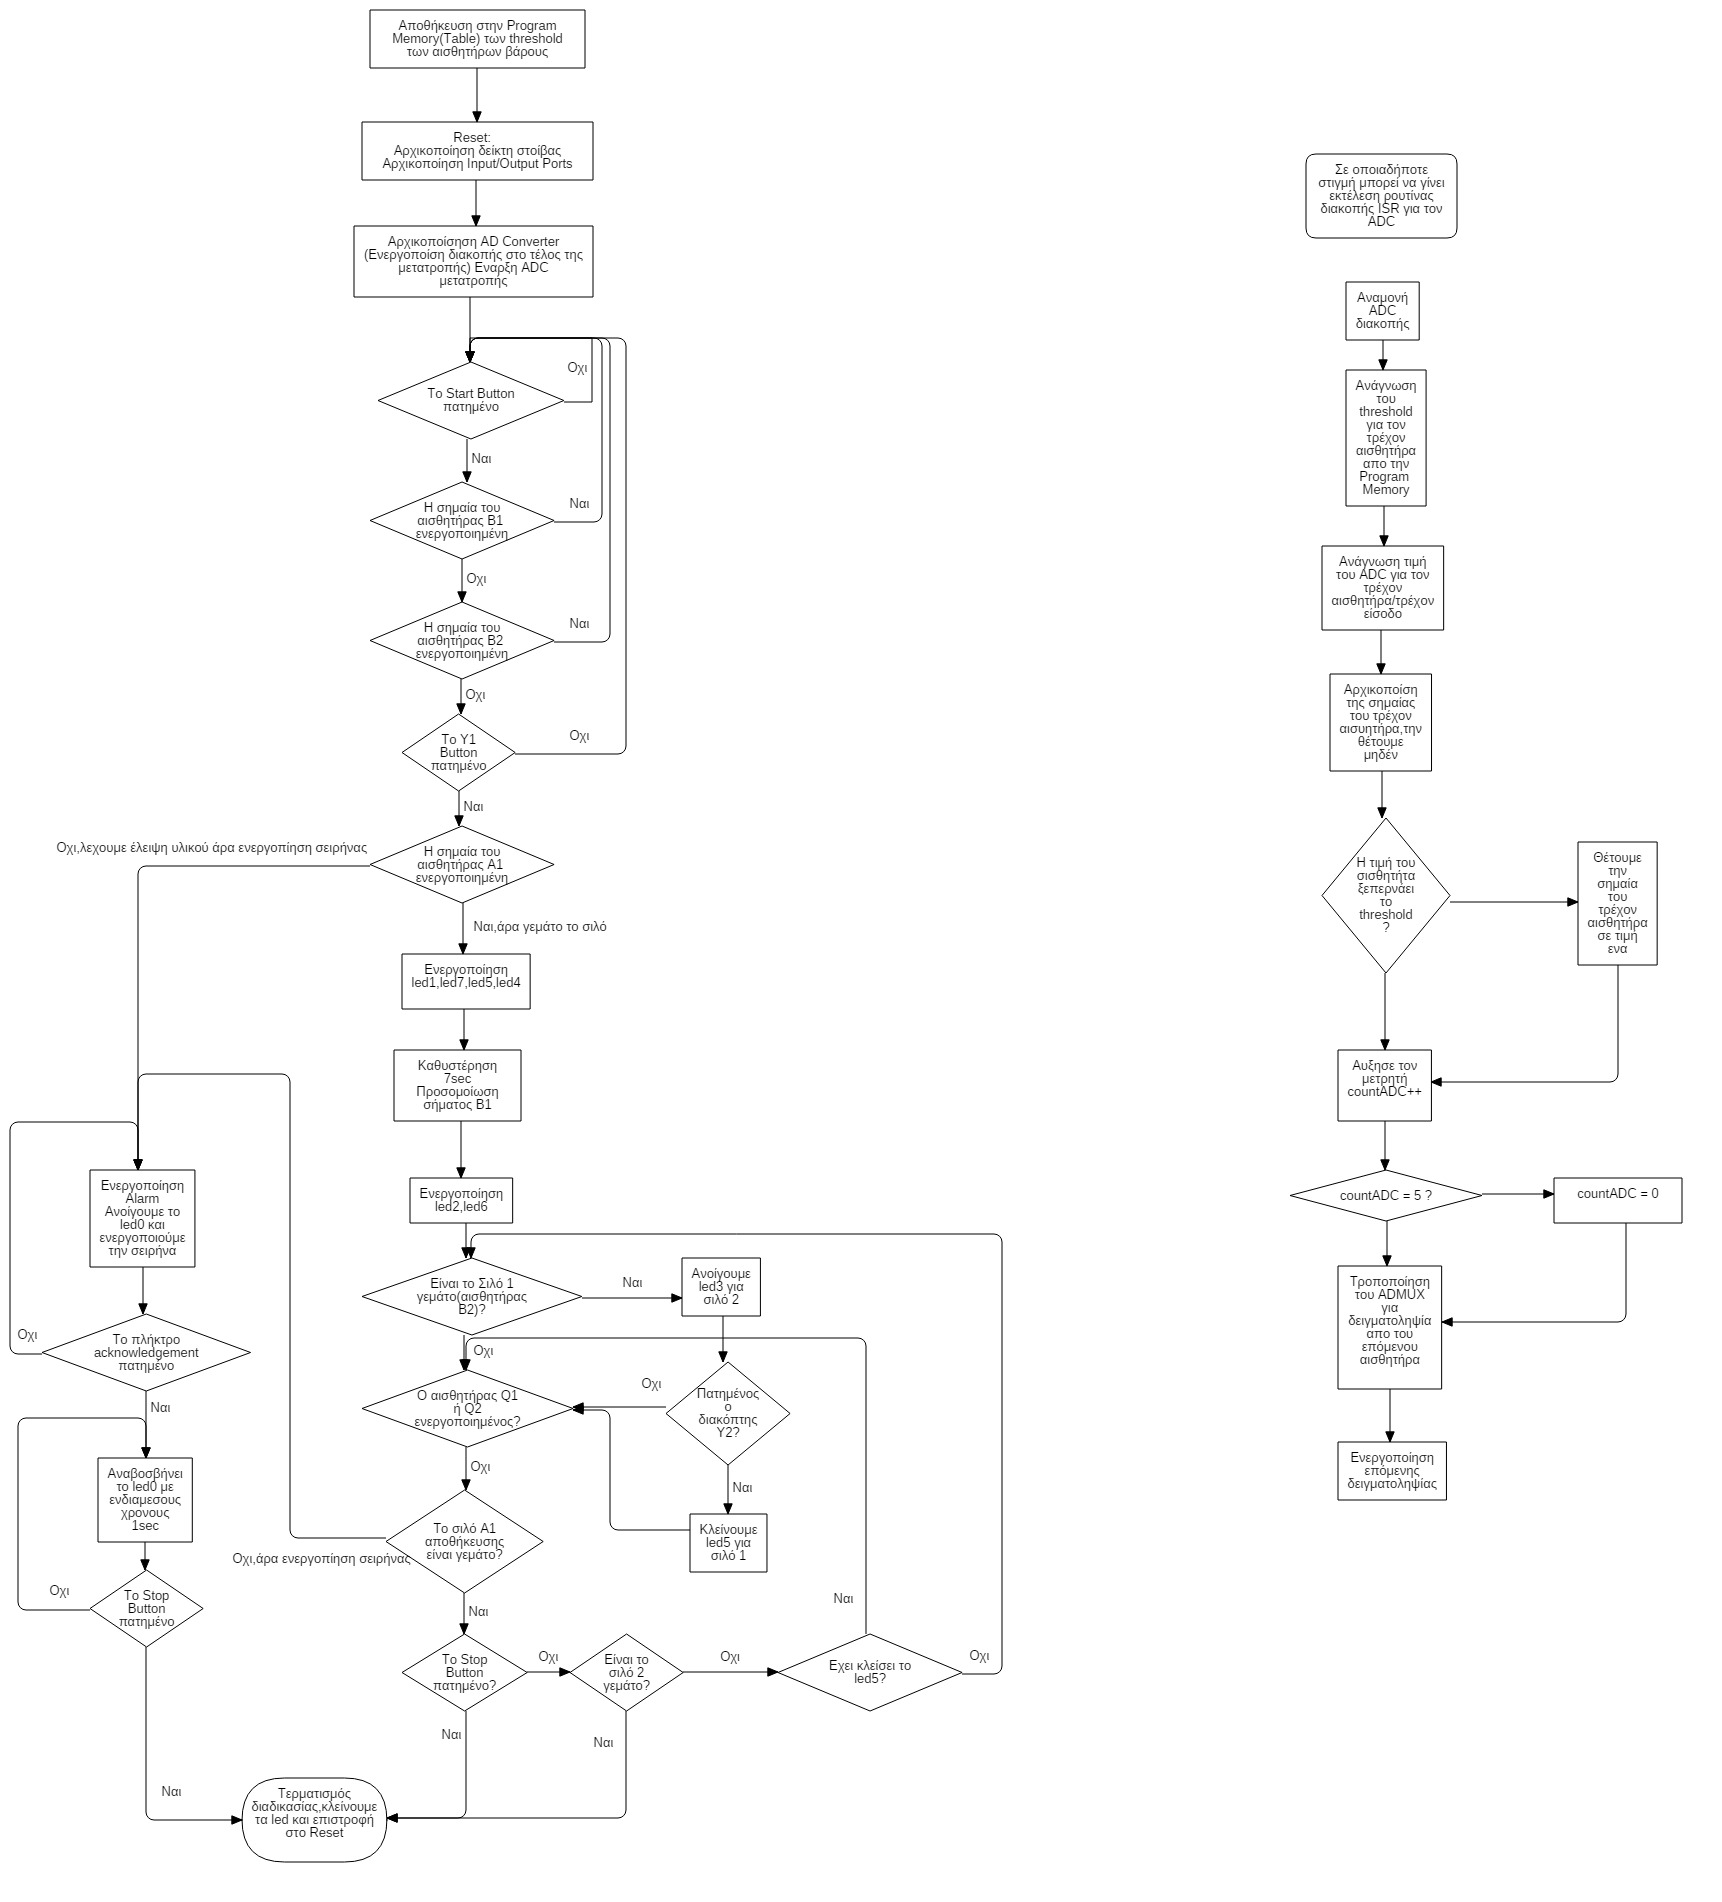 Αποθήκευση στην Program
Memory(Table) των threshold
των αισθητήρων βάρους
Reset:
Αρχικοποίηση δείκτη στοίβας
Αρχικοποίηση Input/Output Ports
Αρχικοποίσηση AD Converter
(Ενεργοποίση διακοπής στο τέλος της
μετατροπής) Εναρξη ADC
μετατροπής
Οχι
Το Start Button
πατημένο
Ναι
Η σημαία του
αισθητήρας Β1
ενεργοποιημένη
Ναι
Οχι
Η σημαία του
αισθητήρας Β2
ενεργοποιημένη
Ναι
Οχι
Το Υ1
Button
πατημένο
Οχι
Ναι
Οχι,λεχουμε έλειψη υλικού άρα ενεργοπίηση σειρήνας
Η σημαία του
αισθητήρας Α1
ενεργοποιημένη
Ναι,άρα γεμάτο το σιλό
Ενεργοποίηση
led1,led7,led5,led4
Καθυστέρηση
7sec
Προσομοίωση
σήματος Β1
Ενεργοποίηση
led2,led6
Ενεργοποίηση
Alarm
Ανοίγουμε το
led0 και
ενεργοποιούμε
την σειρήνα
Οχι
Το πλήκτρο
acknowledgement
πατημένο
Ναι
Αναβοσβήνει
το led0 με
ενδιαμεσους
χρονους
1sec
Οχι
Το Stop
Button
πατημένο
Ναι
Είναι το Σιλό 1
γεμάτο(αισθητήρας
Β2)?
Ναι
Ανοίγουμε
led3 για
σιλό 2
Οχι
Ο αισθητήρας Q1
ή Q2
ενεργοποιημένος?
Οχι
Πατημένος
ο
διακόπτης
Υ2?
Ναι
Κλείνουμε
led5 για
σιλό 1
Οχι
Το σιλό Α1
αποθήκευσης
είναι γεμάτο?
Οχι,άρα ενεργοπίηση σειρήνας
Ναι
Το Stop
Button
πατημένο?
Οχι
Είναι το
σιλό 2
γεμάτο?
Οχι
Εχει κλείσει το
led5?
Ναι
Οχι
Ναι
Ναι
Τερματισμός
διαδικασίας,κλείνουμε
τα led και επιστροφή
στο Reset
Σε οποιαδήποτε
στιγμή μπορεί να γίνει
εκτέλεση ρουτίνας
διακοπής ISR για τον
ADC
Αναμονή
ADC
διακοπής
Ανάγνωση
του
threshold
για τον
τρέχον
αισθητήρα
απο την
Program
Memory
Ανάγνωση τιμή
του ADC για τον
τρέχον
αισθητήρα/τρέχον
είσοδο
Αρχικοποίση
της σημαίας
του τρέχον
αισυητήρα,την
θέτουμε
μηδέν
Η τιμή του
σισθητήτα
ξεπερνάει
το
threshold
?
Θέτουμε
την
σημαία
του
τρέχον
αισθητήρα
σε τιμή
ενα
Αυξησε τον
μετρητή
countADC++
countADC = 5 ?
countADC = 0
Τροποποίηση
του ADMUX
για
δειγματοληψία
απο του
επόμενου
αισθητήρα
Ενεργοποίηση
επόμενης
δειγματοληψίας